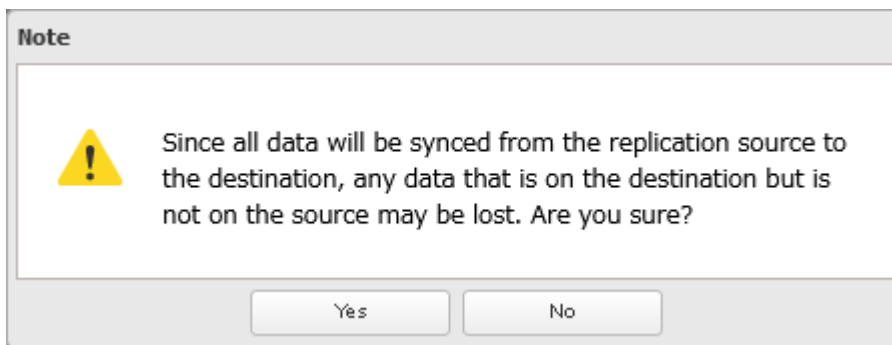 Note
Since all data will be synced from the replication source to
the destination, any data that is on the destination but is
not on the source may be lost. Are you sure?
Yes
No